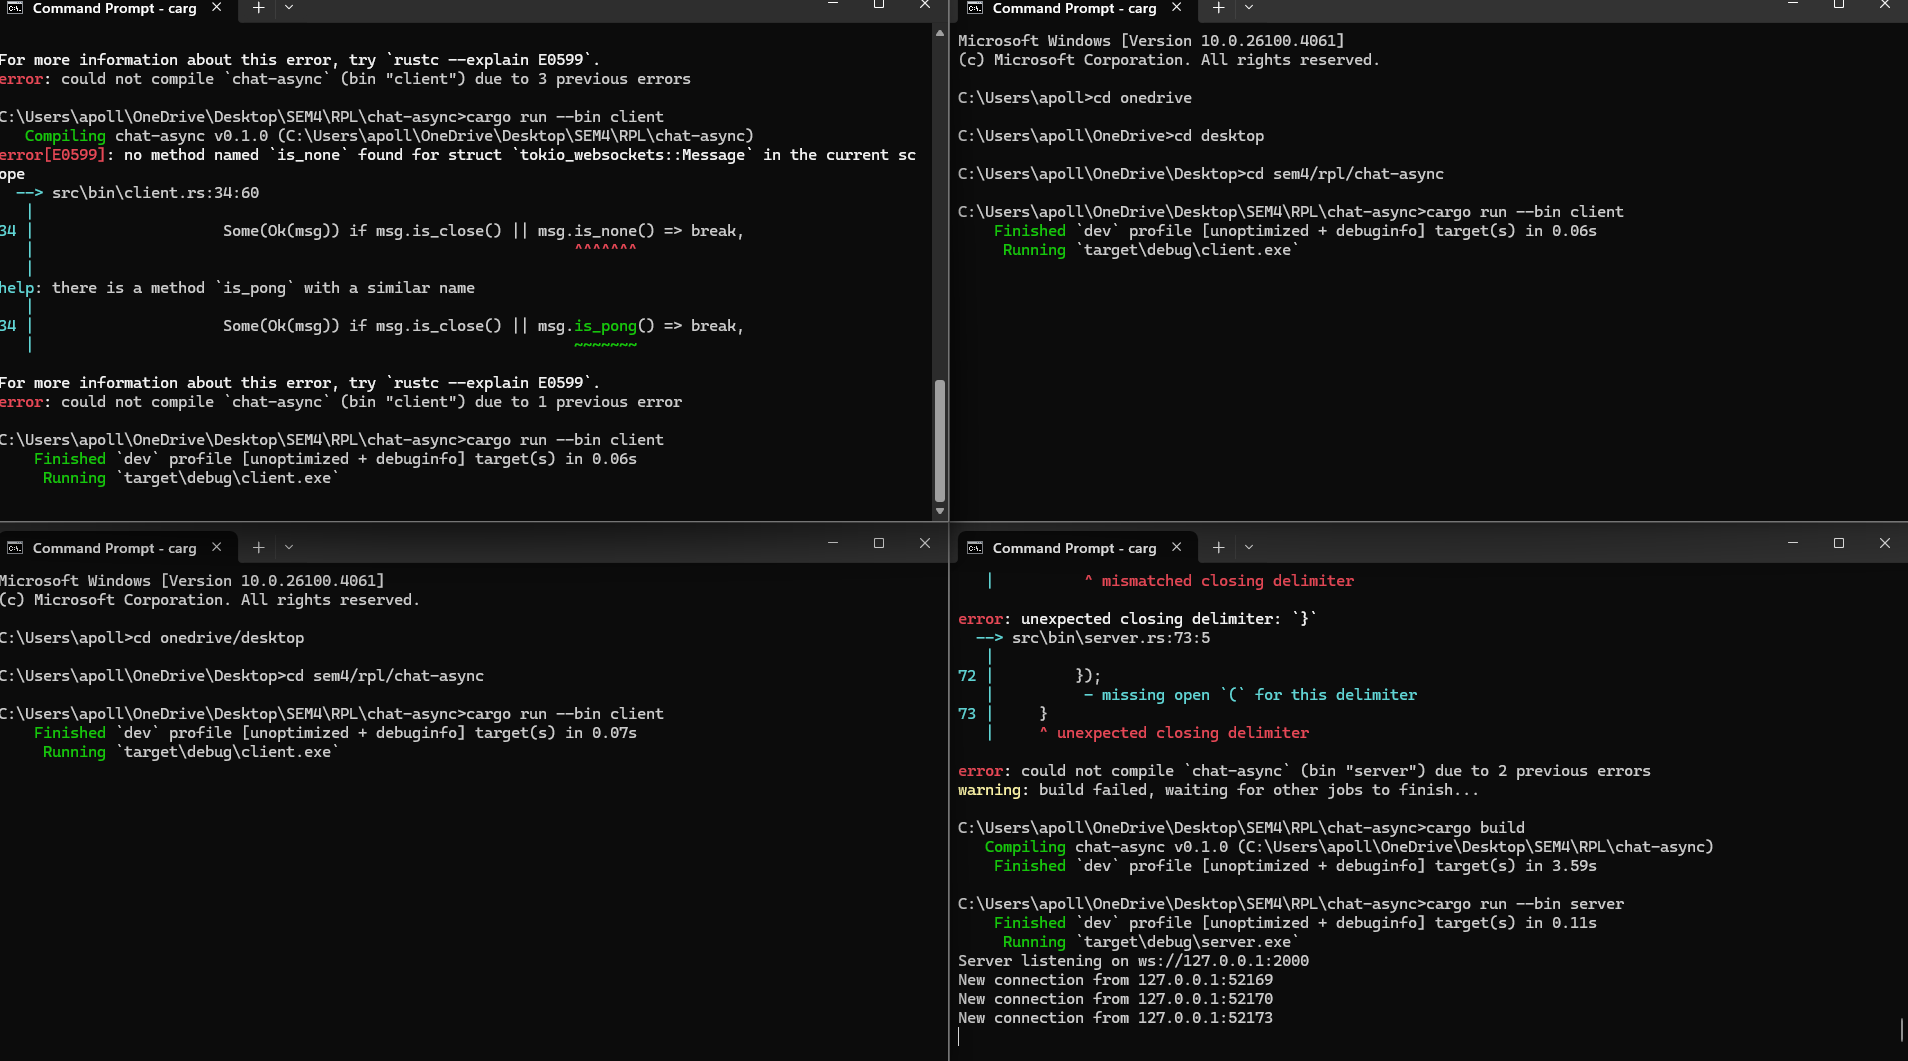 Command Prompt - carg
For more information about this error, try `rustc --explain E0599`.
error: could not compile `chat-async` (bin "client") due to 3 previous errors
C:\Users\apoll\OneDrive\Desktop\SEM4\RPL\chat-async>cargo run --bin client
Compiling chat-async v0.1.0 (C:\Users\apoll\OneDrive\Desktop\SEM4\RPL\chat-async)
error[E0599]: no method named `is_none` found for struct `tokio_websockets::Message` in the current sc
ope
--> src\bin\client.rs:34:60
|
34 | Some(Ok(msg)) if msg.is_close() || msg.is_none() => break,
| ^^^^^^^
|
help: there is a method `is_pong` with a similar name
|
34 | Some(Ok(msg)) if msg.is_close() || msg.is_pong() => break,
| ~~~~~~~
For more information about this error, try `rustc --explain E0599`.
error: could not compile `chat-async` (bin "client") due to 1 previous error
C:\Users\apoll\OneDrive\Desktop\SEM4\RPL\chat-async>cargo run --bin client
Finished `dev` profile [unoptimized + debuginfo] target(s) in 0.06s
Running `target\debug\client.exe`
Command Prompt - carg
Microsoft Windows [Version 10.0.26100.4061]
(c) Microsoft Corporation. All rights reserved.
C:\Users\apoll>cd onedrive
C:\Users\apoll\OneDrive>cd desktop
C:\Users\apoll\OneDrive\Desktop>cd sem4/rpl/chat-async
C:\Users\apoll\OneDrive\Desktop\SEM4\RPL\chat-async>cargo run --bin client
Finished `dev` profile [unoptimized + debuginfo] target(s) in 0.06s
Running `target\debug\client.exe`
Command Prompt - carg
Microsoft Windows [Version 10.0.26100.4061]
(c) Microsoft Corporation. All rights reserved.
C:\Users\apoll>cd onedrive/desktop
C:\Users\apoll\OneDrive\Desktop>cd sem4/rpl/chat-async
C:\Users\apoll\OneDrive\Desktop\SEM4\RPL\chat-async>cargo run --bin client
Finished `dev` profile [unoptimized + debuginfo] target(s) in 0.07s
Running `target\debug\client.exe`
Command Prompt - carg
| ^ mismatched closing delimiter
error: unexpected closing delimiter: `}`
--> src\bin\server.rs:73:5
|
72 | });
| - missing open `(` for this delimiter
73 | }
| ^ unexpected closing delimiter
error: could not compile `chat-async` (bin "server") due to 2 previous errors
warning: build failed, waiting for other jobs to finish...
C:\Users\apoll\OneDrive\Desktop\SEM4\RPL\chat-async>cargo build
Compiling chat-async v0.1.0 (C:\Users\apoll\OneDrive\Desktop\SEM4\RPL\chat-async)
Finished `dev` profile [unoptimized + debuginfo] target(s) in 3.59s
C:\Users\apoll\OneDrive\Desktop\SEM4\RPL\chat-async>cargo run --bin server
Finished `dev` profile [unoptimized + debuginfo] target(s) in 0.11s
Running `target\debug\server.exe`
Server listening on ws://127.0.0.1:2000
New connection from 127.0.0.1:52169
New connection from 127.0.0.1:52170
New connection from 127.0.0.1:52173